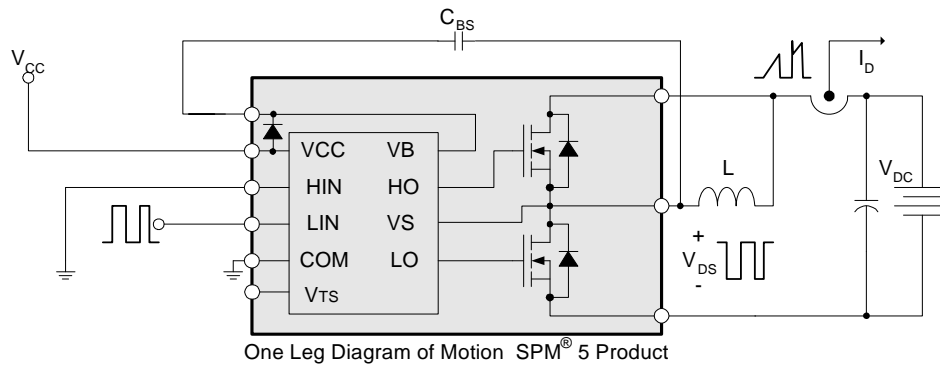 C_BS
V_CC
I_D
VCC VB
HIN HO
LIN VS
COM LO
V_TS
L
V_DC
+
V_DS
-
One Leg Diagram of Motion SPM® 5 Product